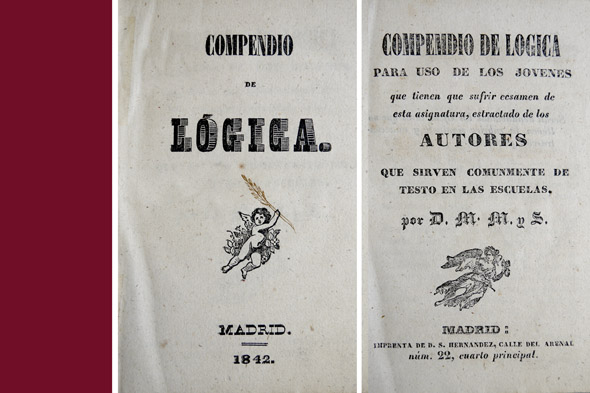 COMPENDIO
DE
LÓGICA.
MADRID.
1842.
COMPENDIO DE LOGICA
PARA USO DE LOS JOVENES
que tienen que sufrir ecsamen de
esta asignatura, estractado de los
AUTORES
QUE SIRVEN COMUNMENTE DE
TESTO EN LAS ESCUELAS.
por D. M. M. y S.
MADRID:
IMPRENTA DE D. S. HERNANDEZ, CALLE DEL ARENAL
núm. 22, cuarto principal.